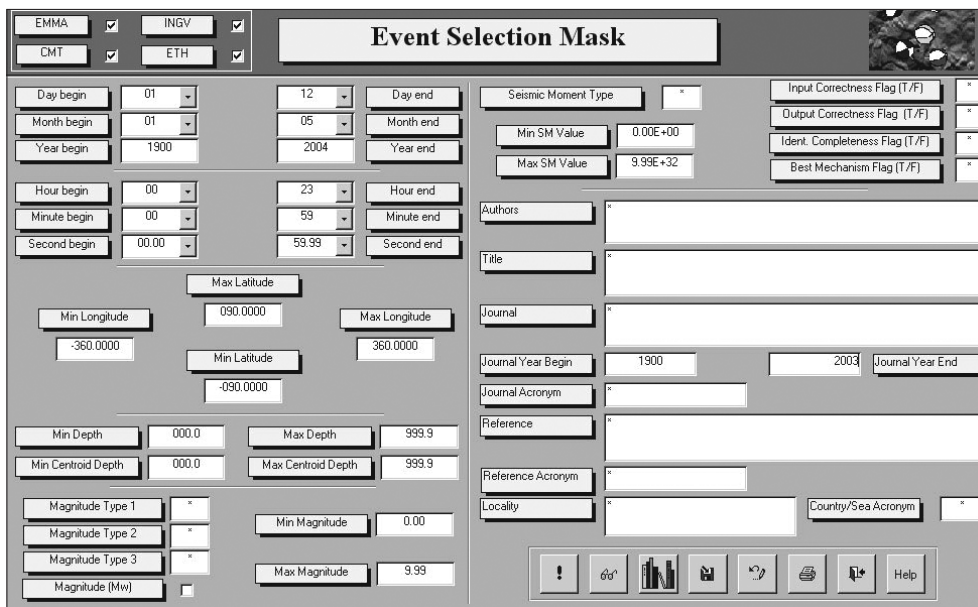 EMMA INGV
CMT ETH
Event Selection Mask
Day begin 01 12 Day end
Month begin 01 05 Month end
Year begin 1900 2004 Year end
Hour begin 00 23 Hour end
Minute begin 00 59 Minute end
Second begin 00.00 59.99 Second end
Max Latitude
090.0000
Min Longitude
-360.0000
Max Longitude
360.0000
Min Latitude
-090.0000
Min Depth 000.0 Max Depth 999.9
Min Centroid Depth 000.0 Max Centroid Depth 999.9
Magnitude Type 1 *
Magnitude Type 2 *
Magnitude Type 3 *
Magnitude (Mw)
Min Magnitude 0.00
Max Magnitude 9.99
Seismic Moment Type *
Min SM Value 0.00E+00
Max SM Value 9.99E+32
Input Correctness Flag (T/F) *
Output Correctness Flag (T/F) *
Ident. Completeness Flag (T/F) *
Best Mechanism Flag (T/F) *
Authors *
Title *
Journal *
Journal Year Begin 1900 2003 Journal Year End
Journal Acronym *
Reference *
Reference Acronym *
Locality * Country/Sea Acronym *
! Help